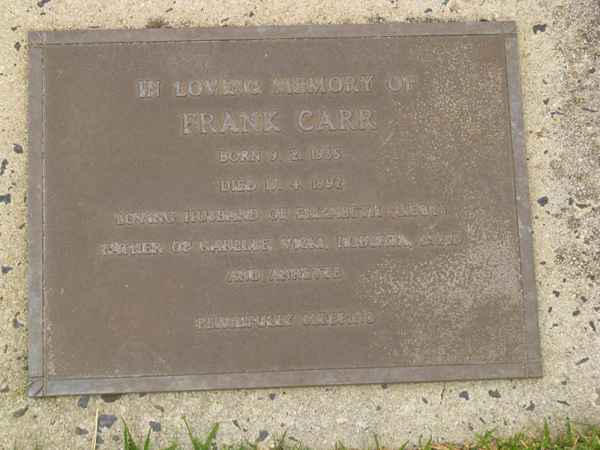 IN LOVING MEMORY OF
FRANK CARR
BORN 9. 2. 1935
DIED 17. 4. 1992
LOVING HUSBAND OF ELIZABETH
FATHER OF VICKI, ROBERTA,
AND ANNETTE
PEACEFULLY SLEEPING